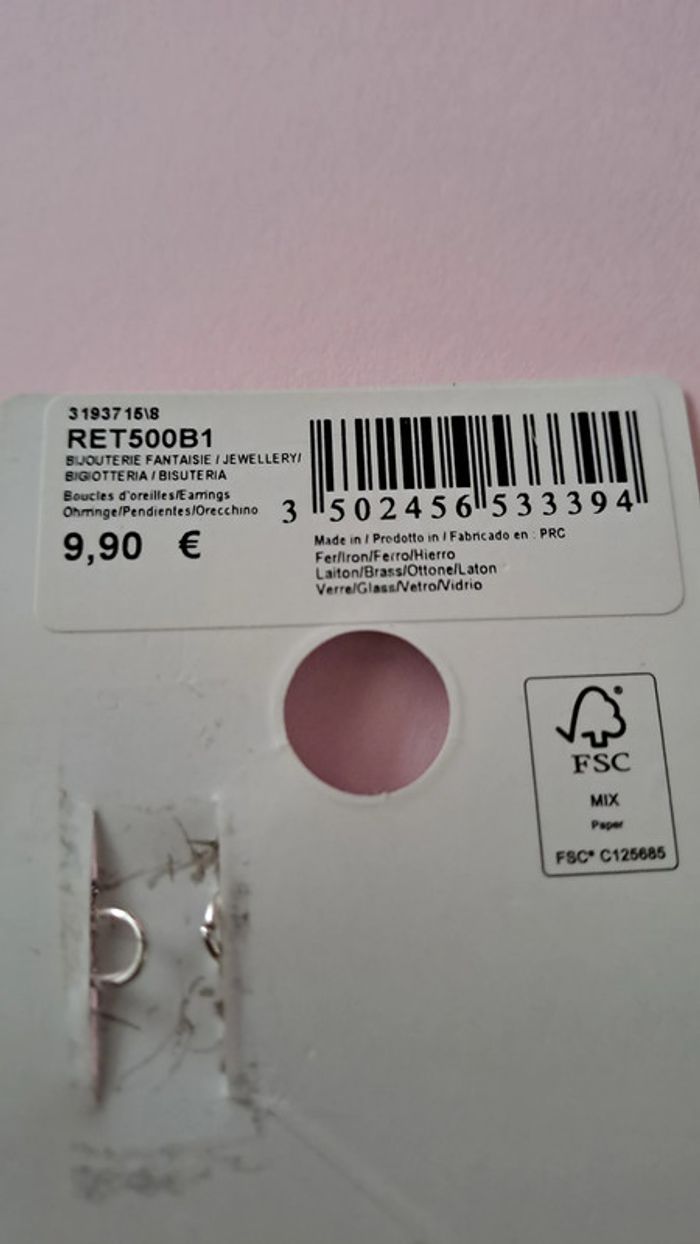 3193715\8
RET500B1
BIJOUTERIE FANTAISIE / JEWELLERY/
BIGIOTTERIA / BISUTERIA
Boucles d'oreilles/Earrings
Ohrringe/Pendientes/Orecchino
9,90 €
3 502456 533394
Made in / Prodotto in / Fabricado en : PRC
Fer/Iron/Ferro/Hierro
Laiton/Brass/Ottone/Laton
Verre/Glass/Vetro/Vidrio
FSC
MIX
Paper
FSC® C125685